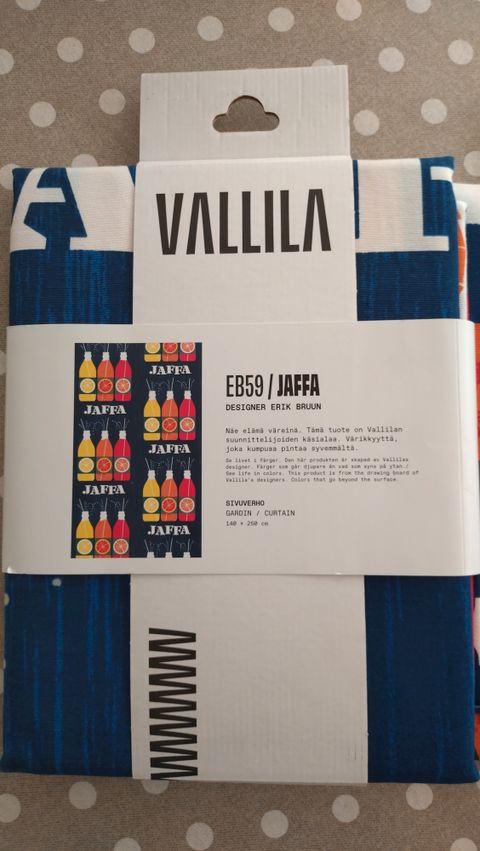 VALLILA
JAFFA
JAFFA
JAFFA
JAFFA
JAFFA
EB59 / JAFFA
DESIGNER ERIK BRUUN
Näe elämä väreinä. Tämä tuote on Vallilan
suunnittelijoiden käsialaa. Värikkyyttä,
joka kumpuaa pintaa syvemmältä.
Se livet i färger. Den här produkten är skapad av Vallilas
designer. Färger som går djupare än vad som syns på ytan./
See life in colors. This product is from the drawing board of
Vallila's designers. Colors that go beyond the surface.
SIVUVERHO
GARDIN / CURTAIN
140 × 250 cm